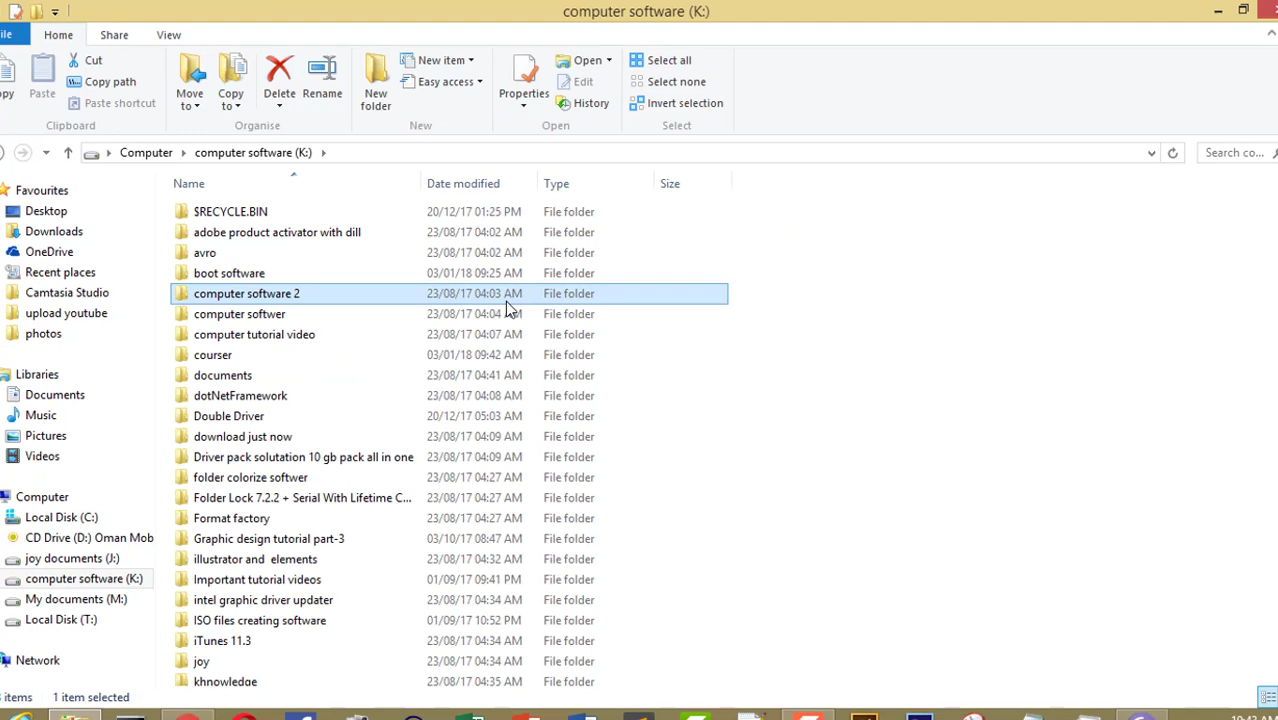 computer software (K:)
File Home Share View
Cut
Copy path
Paste shortcut
Paste
Move to
Copy to
Delete
Rename
New folder
New item
Easy access
Properties
Open
Edit
History
Select all
Select none
Invert selection
Clipboard Organise New Open Select
Computer computer software (K:) Search co...
Name Date modified Type Size
Favourites
Desktop
Downloads
OneDrive
Recent places
Camtasia Studio
upload youtube
photos
Libraries
Documents
Music
Pictures
Videos
Computer
Local Disk (C:)
CD Drive (D:) Oman Mob
joy documents (J:)
computer software (K:)
My documents (M:)
Local Disk (T:)
Network
$RECYCLE.BIN 20/12/17 01:25 PM File folder
adobe product activator with dill 23/08/17 04:02 AM File folder
avro 23/08/17 04:02 AM File folder
boot software 03/01/18 09:25 AM File folder
computer software 2 23/08/17 04:03 AM File folder
computer softwer 23/08/17 04:04 AM File folder
computer tutorial video 23/08/17 04:07 AM File folder
courser 03/01/18 09:42 AM File folder
documents 23/08/17 04:41 AM File folder
dotNetFramework 23/08/17 04:08 AM File folder
Double Driver 20/12/17 05:03 AM File folder
download just now 23/08/17 04:09 AM File folder
Driver pack solutation 10 gb pack all in one 23/08/17 04:09 AM File folder
folder colorize softwer 23/08/17 04:27 AM File folder
Folder Lock 7.2.2 + Serial With Lifetime C... 23/08/17 04:27 AM File folder
Format factory 23/08/17 04:27 AM File folder
Graphic design tutorial part-3 03/10/17 08:47 AM File folder
illustrator and elements 23/08/17 04:32 AM File folder
Important tutorial videos 01/09/17 09:41 PM File folder
intel graphic driver updater 23/08/17 04:34 AM File folder
ISO files creating software 01/09/17 10:52 PM File folder
iTunes 11.3 23/08/17 04:34 AM File folder
joy 23/08/17 04:34 AM File folder
khnowledge 23/08/17 04:35 AM File folder
items 1 item selected